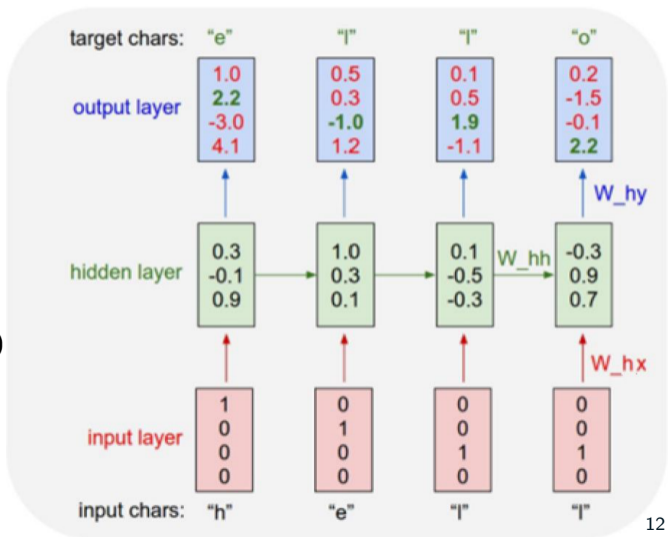 target chars: "e" "l" "l" "o"
1.0 0.5 0.1 0.2
2.2 0.3 0.5 -1.5
output layer
-3.0 -1.0 1.9 -0.1
4.1 1.2 -1.1 2.2
W_hy
0.3 1.0 0.1 W_hh -0.3
hidden layer -0.1 0.3 -0.5 0.9
0.9 0.1 -0.3 0.7
)
W_hx
1 0 0 0
0 1 0 0
input layer
0 0 1 1
0 0 0 0
input chars: "h" "e" "l" "l"
12